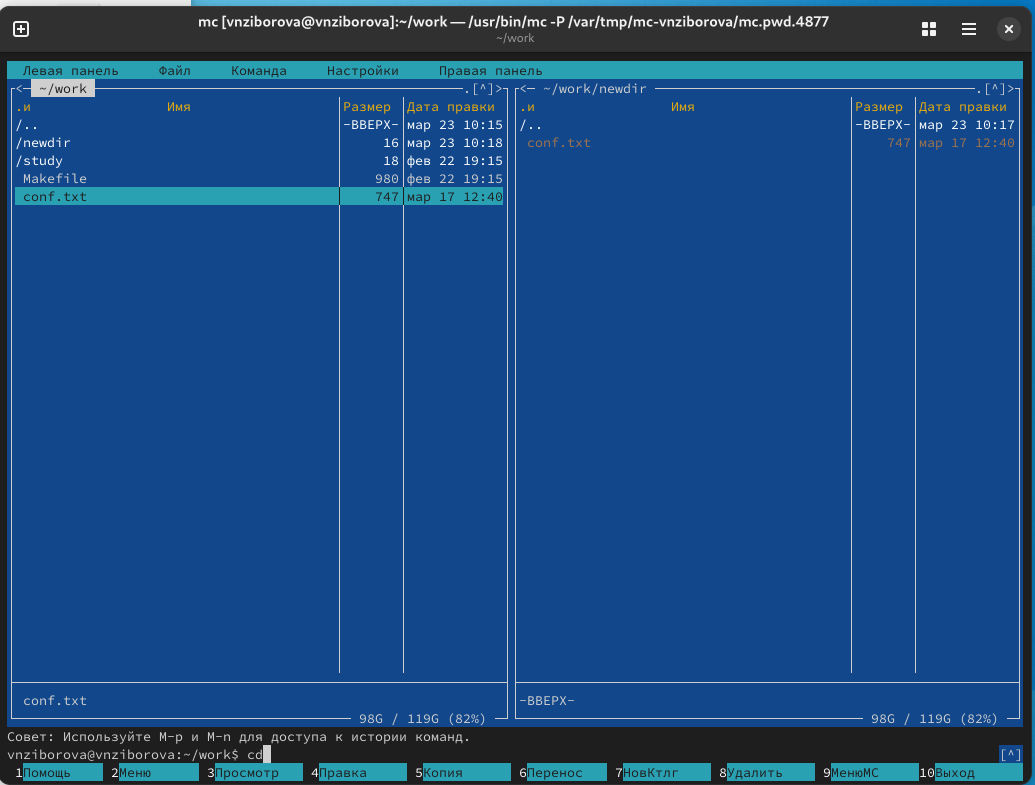 mc [vnziborova@vnziborova]:~/work — /usr/bin/mc -P /var/tmp/mc-vnziborova/mc.pwd.4877
~/work
Левая панель Файл Команда Настройки Правая панель
<─ ~/work .[^]>
.и Имя Размер Дата правки
/.. -ВВЕРХ- мар 23 10:15
/newdir 16 мар 23 10:18
/study 18 фев 22 19:15
Makefile 980 фев 22 19:15
conf.txt 747 мар 17 12:40
conf.txt
98G / 119G (82%)
<─ ~/work/newdir .[^]>
.и Имя Размер Дата правки
/.. -ВВЕРХ- мар 23 10:17
conf.txt 747 мар 17 12:40
-ВВЕРХ-
98G / 119G (82%)
Совет: Используйте M-p и M-n для доступа к истории команд.
vnziborova@vnziborova:~/work$ cd [^]
1Помощь 2Меню 3Просмотр 4Правка 5Копия 6Перенос 7НовКтлг 8Удалить 9МенюMC 10Выход